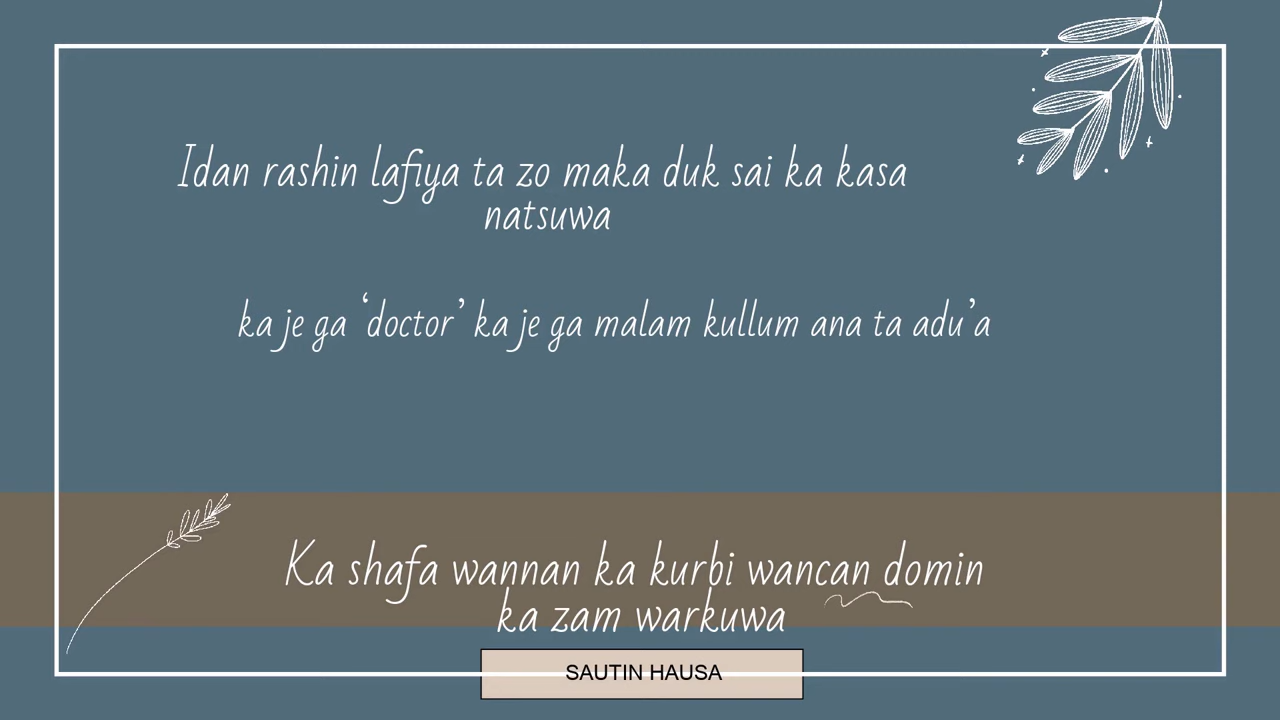 Idan rashin lafiya ta zo maka duk sai ka kasa
natsuwa
ka je ga ‘doctor’ ka je ga malam kullum ana ta adu’a
Ka shafa wannan ka kurbi wancan domin
ka zam warkuwa
SAUTIN HAUSA